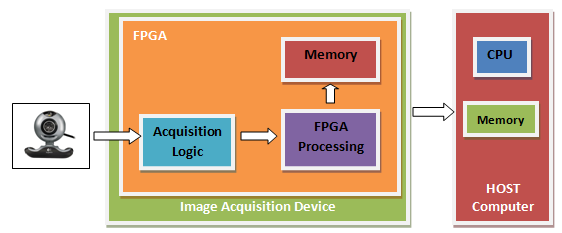 FPGA
Memory
Acquisition
Logic
FPGA
Processing
Image Acquisition Device
CPU
Memory
HOST
Computer